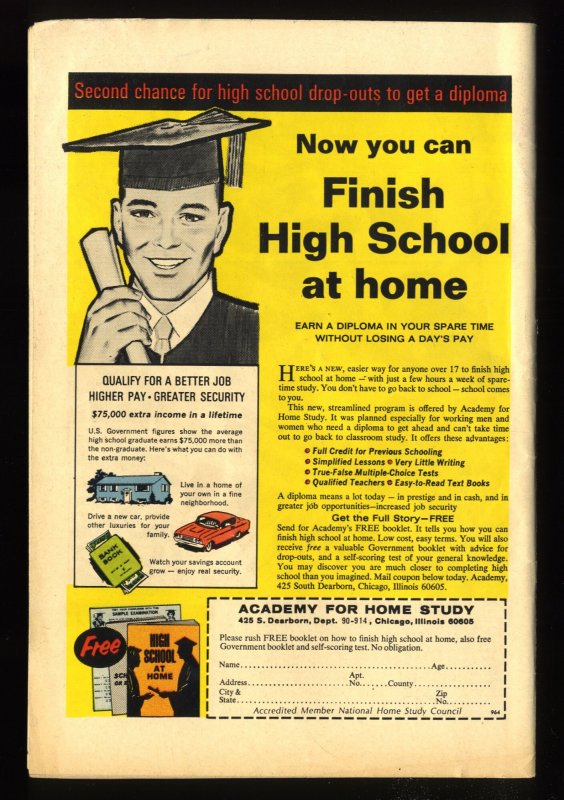 Second chance for high school drop-outs to get a diploma
Now you can
Finish
High School
at home
EARN A DIPLOMA IN YOUR SPARE TIME
WITHOUT LOSING A DAY'S PAY
HERE'S A NEW, easier way for anyone over 17 to finish high
school at home — with just a few hours a week of spare-
time study. You don't have to go back to school — school comes
to you.
This new, streamlined program is offered by Academy for
Home Study. It was planned especially for working men and
women who need a diploma to get ahead and can't take time
out to go back to classroom study. It offers these advantages:
Full Credit for Previous Schooling
Simplified Lessons • Very Little Writing
True-False Multiple-Choice Tests
Qualified Teachers • Easy-to-Read Text Books
A diploma means a lot today – in prestige and in cash, and in
greater job opportunities—increased job security
Get the Full Story—FREE
Send for Academy's FREE booklet. It tells you how you can
finish high school at home. Low cost, easy terms. You will also
receive free a valuable Government booklet with advice for
drop-outs, and a self-scoring test of your general knowledge.
You may discover you are much closer to completing high
school than you imagined. Mail coupon below today. Academy,
425 South Dearborn, Chicago, Illinois 60605.
QUALIFY FOR A BETTER JOB
HIGHER PAY • GREATER SECURITY
$75,000 extra income in a lifetime
U.S. Government figures show the average
high school graduate earns $75,000 more than
the non-graduate. Here's what you can do with
the extra money:
Live in a home of
your own in a fine
neighborhood.
Drive a new car, provide
other luxuries for your
family.
BANK
BOOK
Watch your savings account
grow — enjoy real security.
Free
SAMPLE EXAMINATION
HIGH
SCHOOL
AT
HOME
ACADEMY FOR HOME STUDY
425 S. Dearborn, Dept. 90-914, Chicago, Illinois 60605
Please rush FREE booklet on how to finish high school at home, also free
Government booklet and self-scoring test. No obligation.
Name Age
Apt.
Address No. County
City & Zip
State No.
Accredited Member National Home Study Council 964